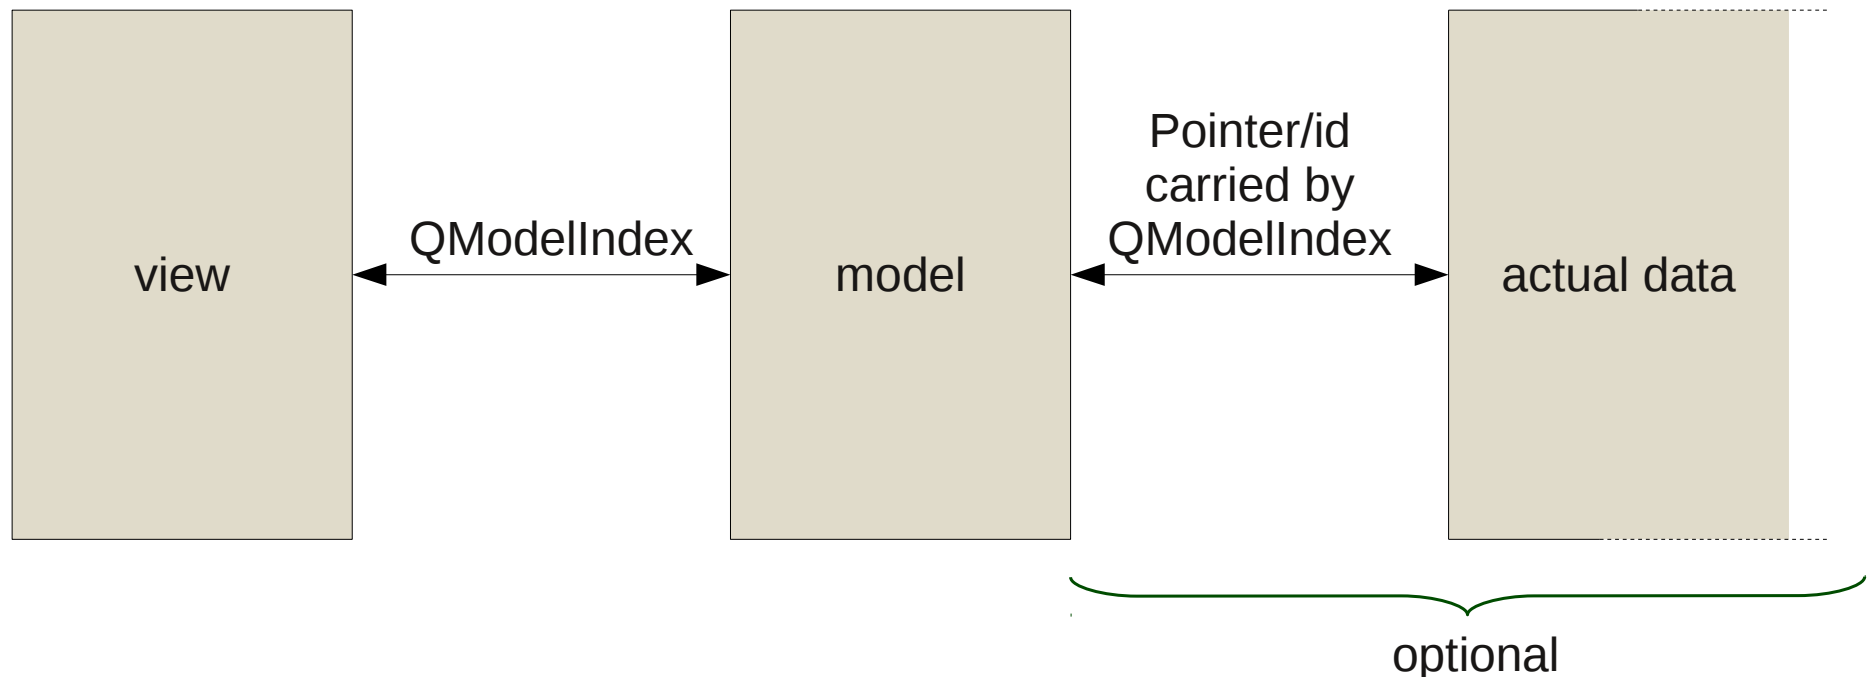 view
QModelIndex
model
Pointer/id
carried by
QModelIndex
actual data
optional